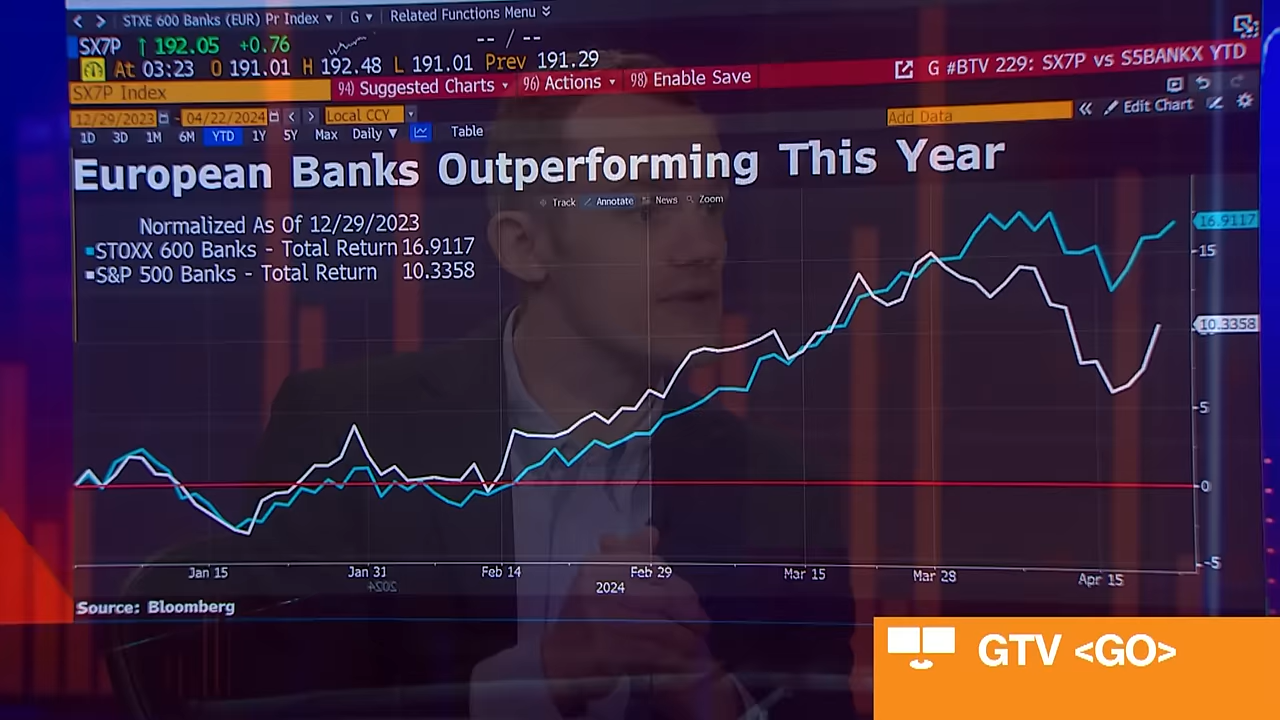 STXE 600 Banks (EUR) Pr Index G Related Functions Menu
SX7P ↑ 192.05 +0.76 -- / --
At 03:23 O 191.01 H 192.48 L 191.01 Prev 191.29
G #BTV 229: SX7P vs S5BANKX YTD
SX7P Index 94) Suggested Charts 96) Actions 98) Enable Save
12/29/2023 - 04/22/2024 Local CCY Add Data Edit Chart
1D 3D 1M 6M YTD 1Y 5Y Max Daily Table
European Banks Outperforming This Year
Track Annotate News Zoom
Normalized As Of 12/29/2023
STOXX 600 Banks - Total Return 16.9117
S&P 500 Banks - Total Return 10.3358
16.9117
15
10.3358
5
0
-5
Jan 15 Jan 31 Feb 14 Feb 29 Mar 15 Mar 28 Apr 15
2024
Source: Bloomberg
GTV <GO>